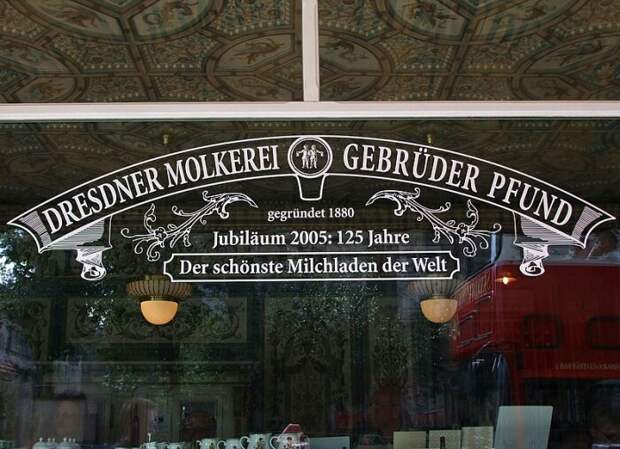 DRESDNER MOLKEREI GEBRÜDER PFUND
gegründet 1880
Jubiläum 2005: 125 Jahre
Der schönste Milchladen der Welt